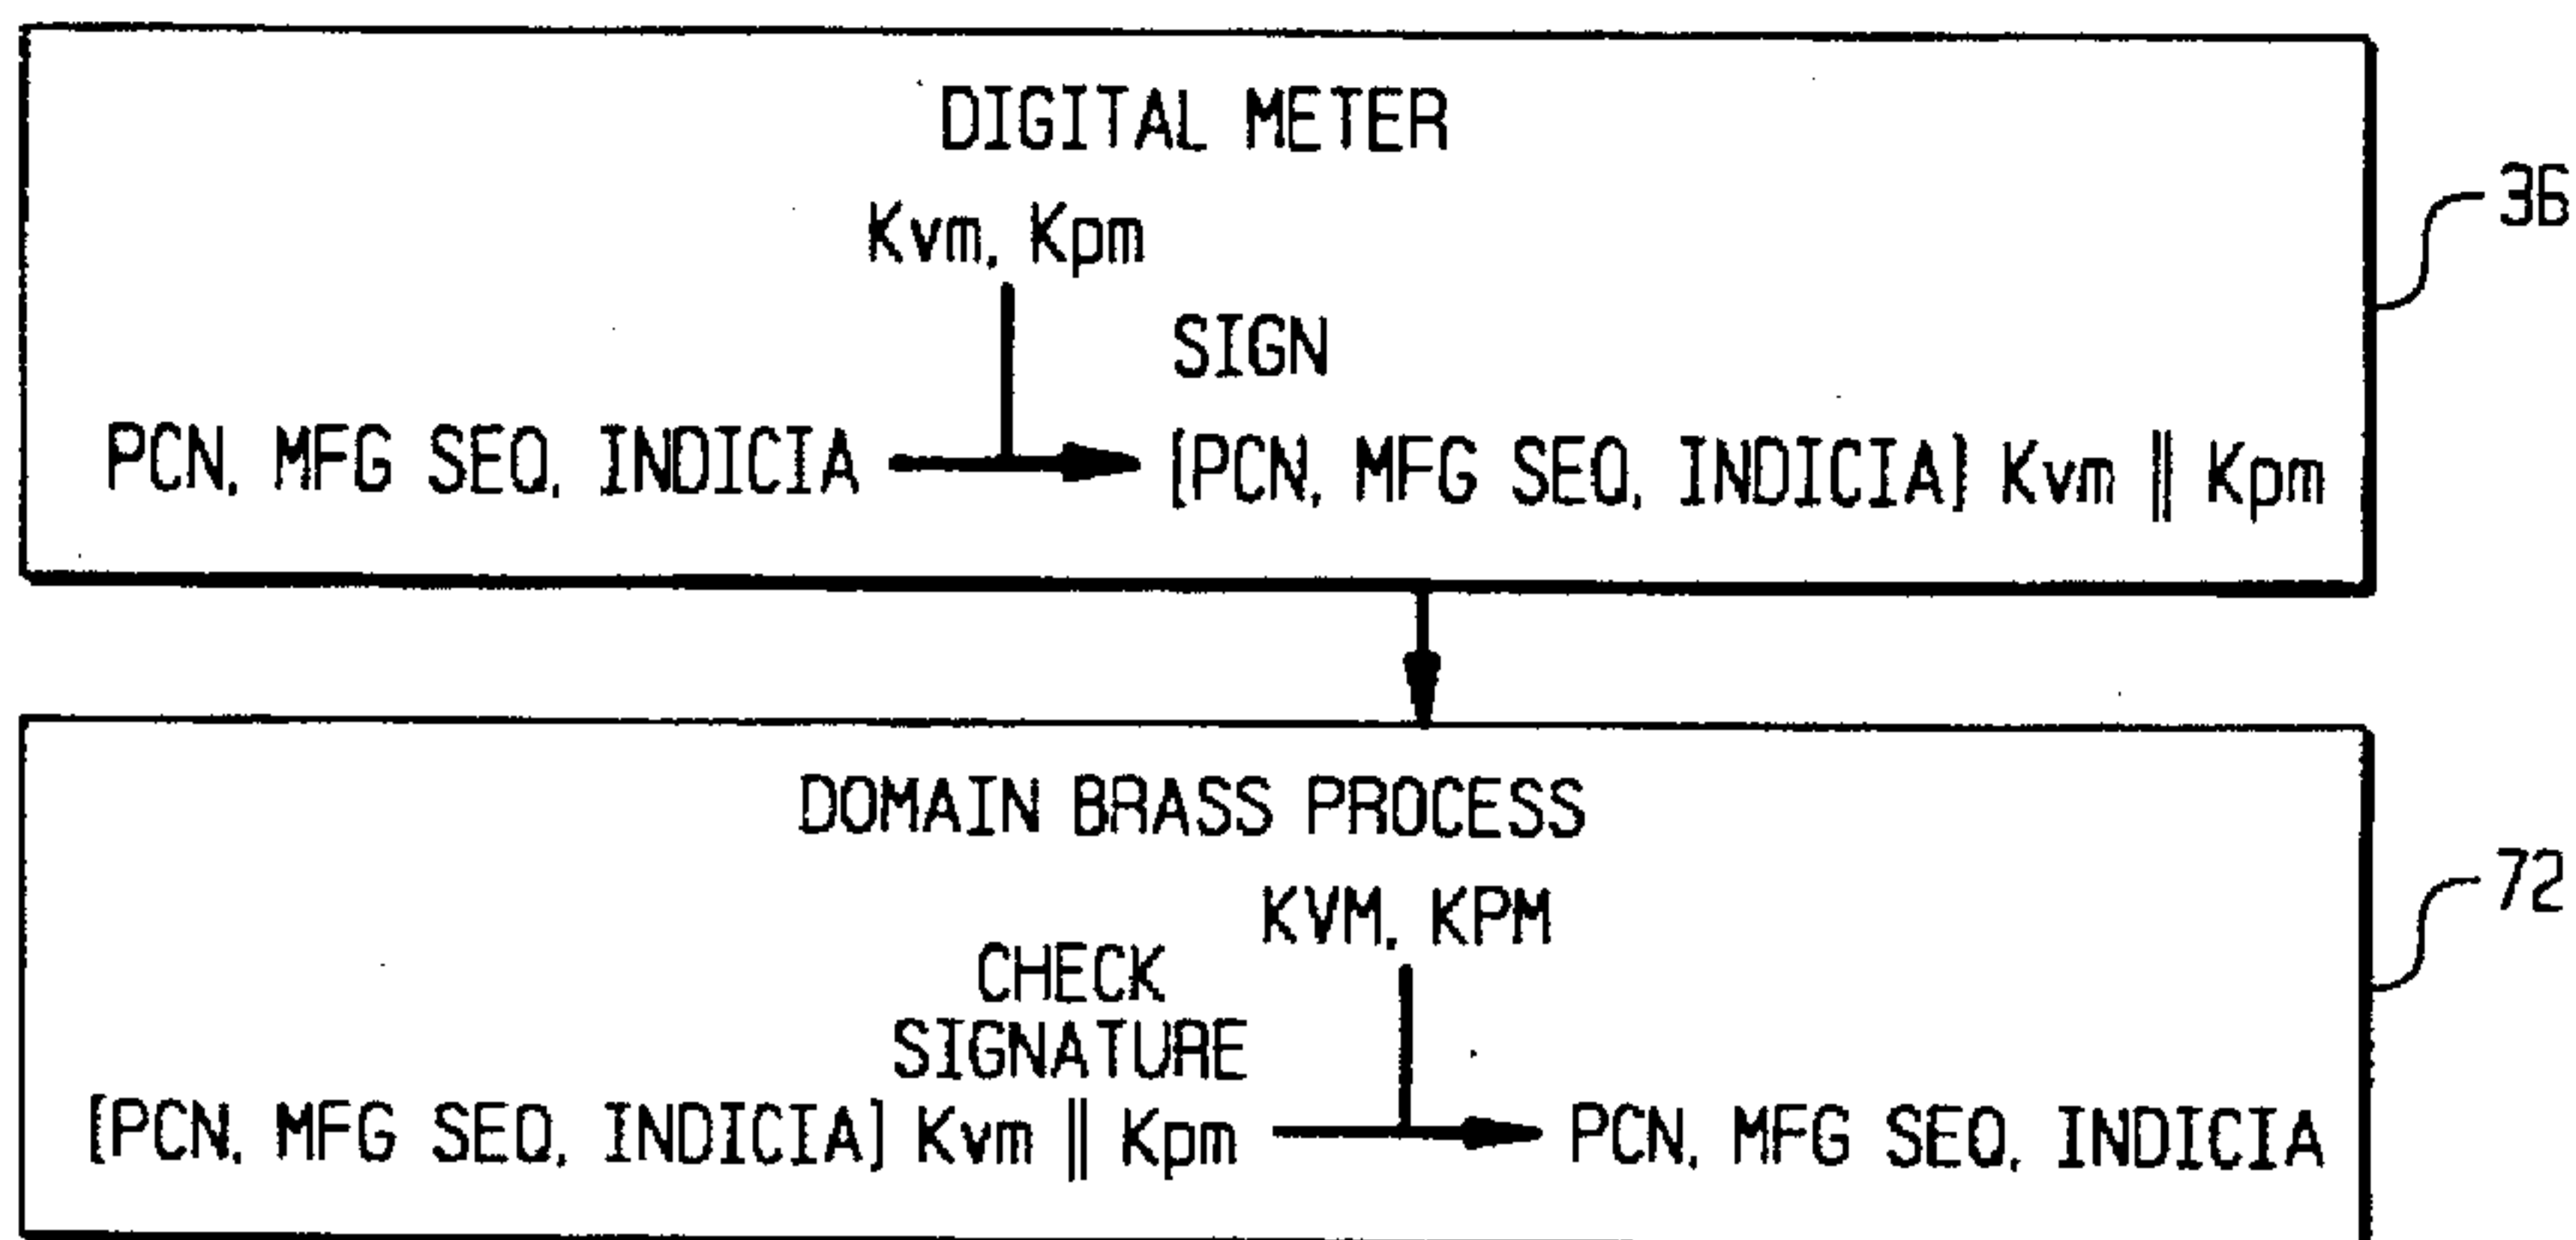 DIGITAL METER
Kvm, Kpm
36
SIGN
PCN, MFG SEQ, INDICIA
[PCN, MFG SEQ, INDICIA] Kvm || Kpm
DOMAIN BRASS PROCESS
KVM, KPM
72
CHECK
SIGNATURE
[PCN, MFG SEQ, INDICIA] Kvm || Kpm
PCN, MFG SEQ, INDICIA